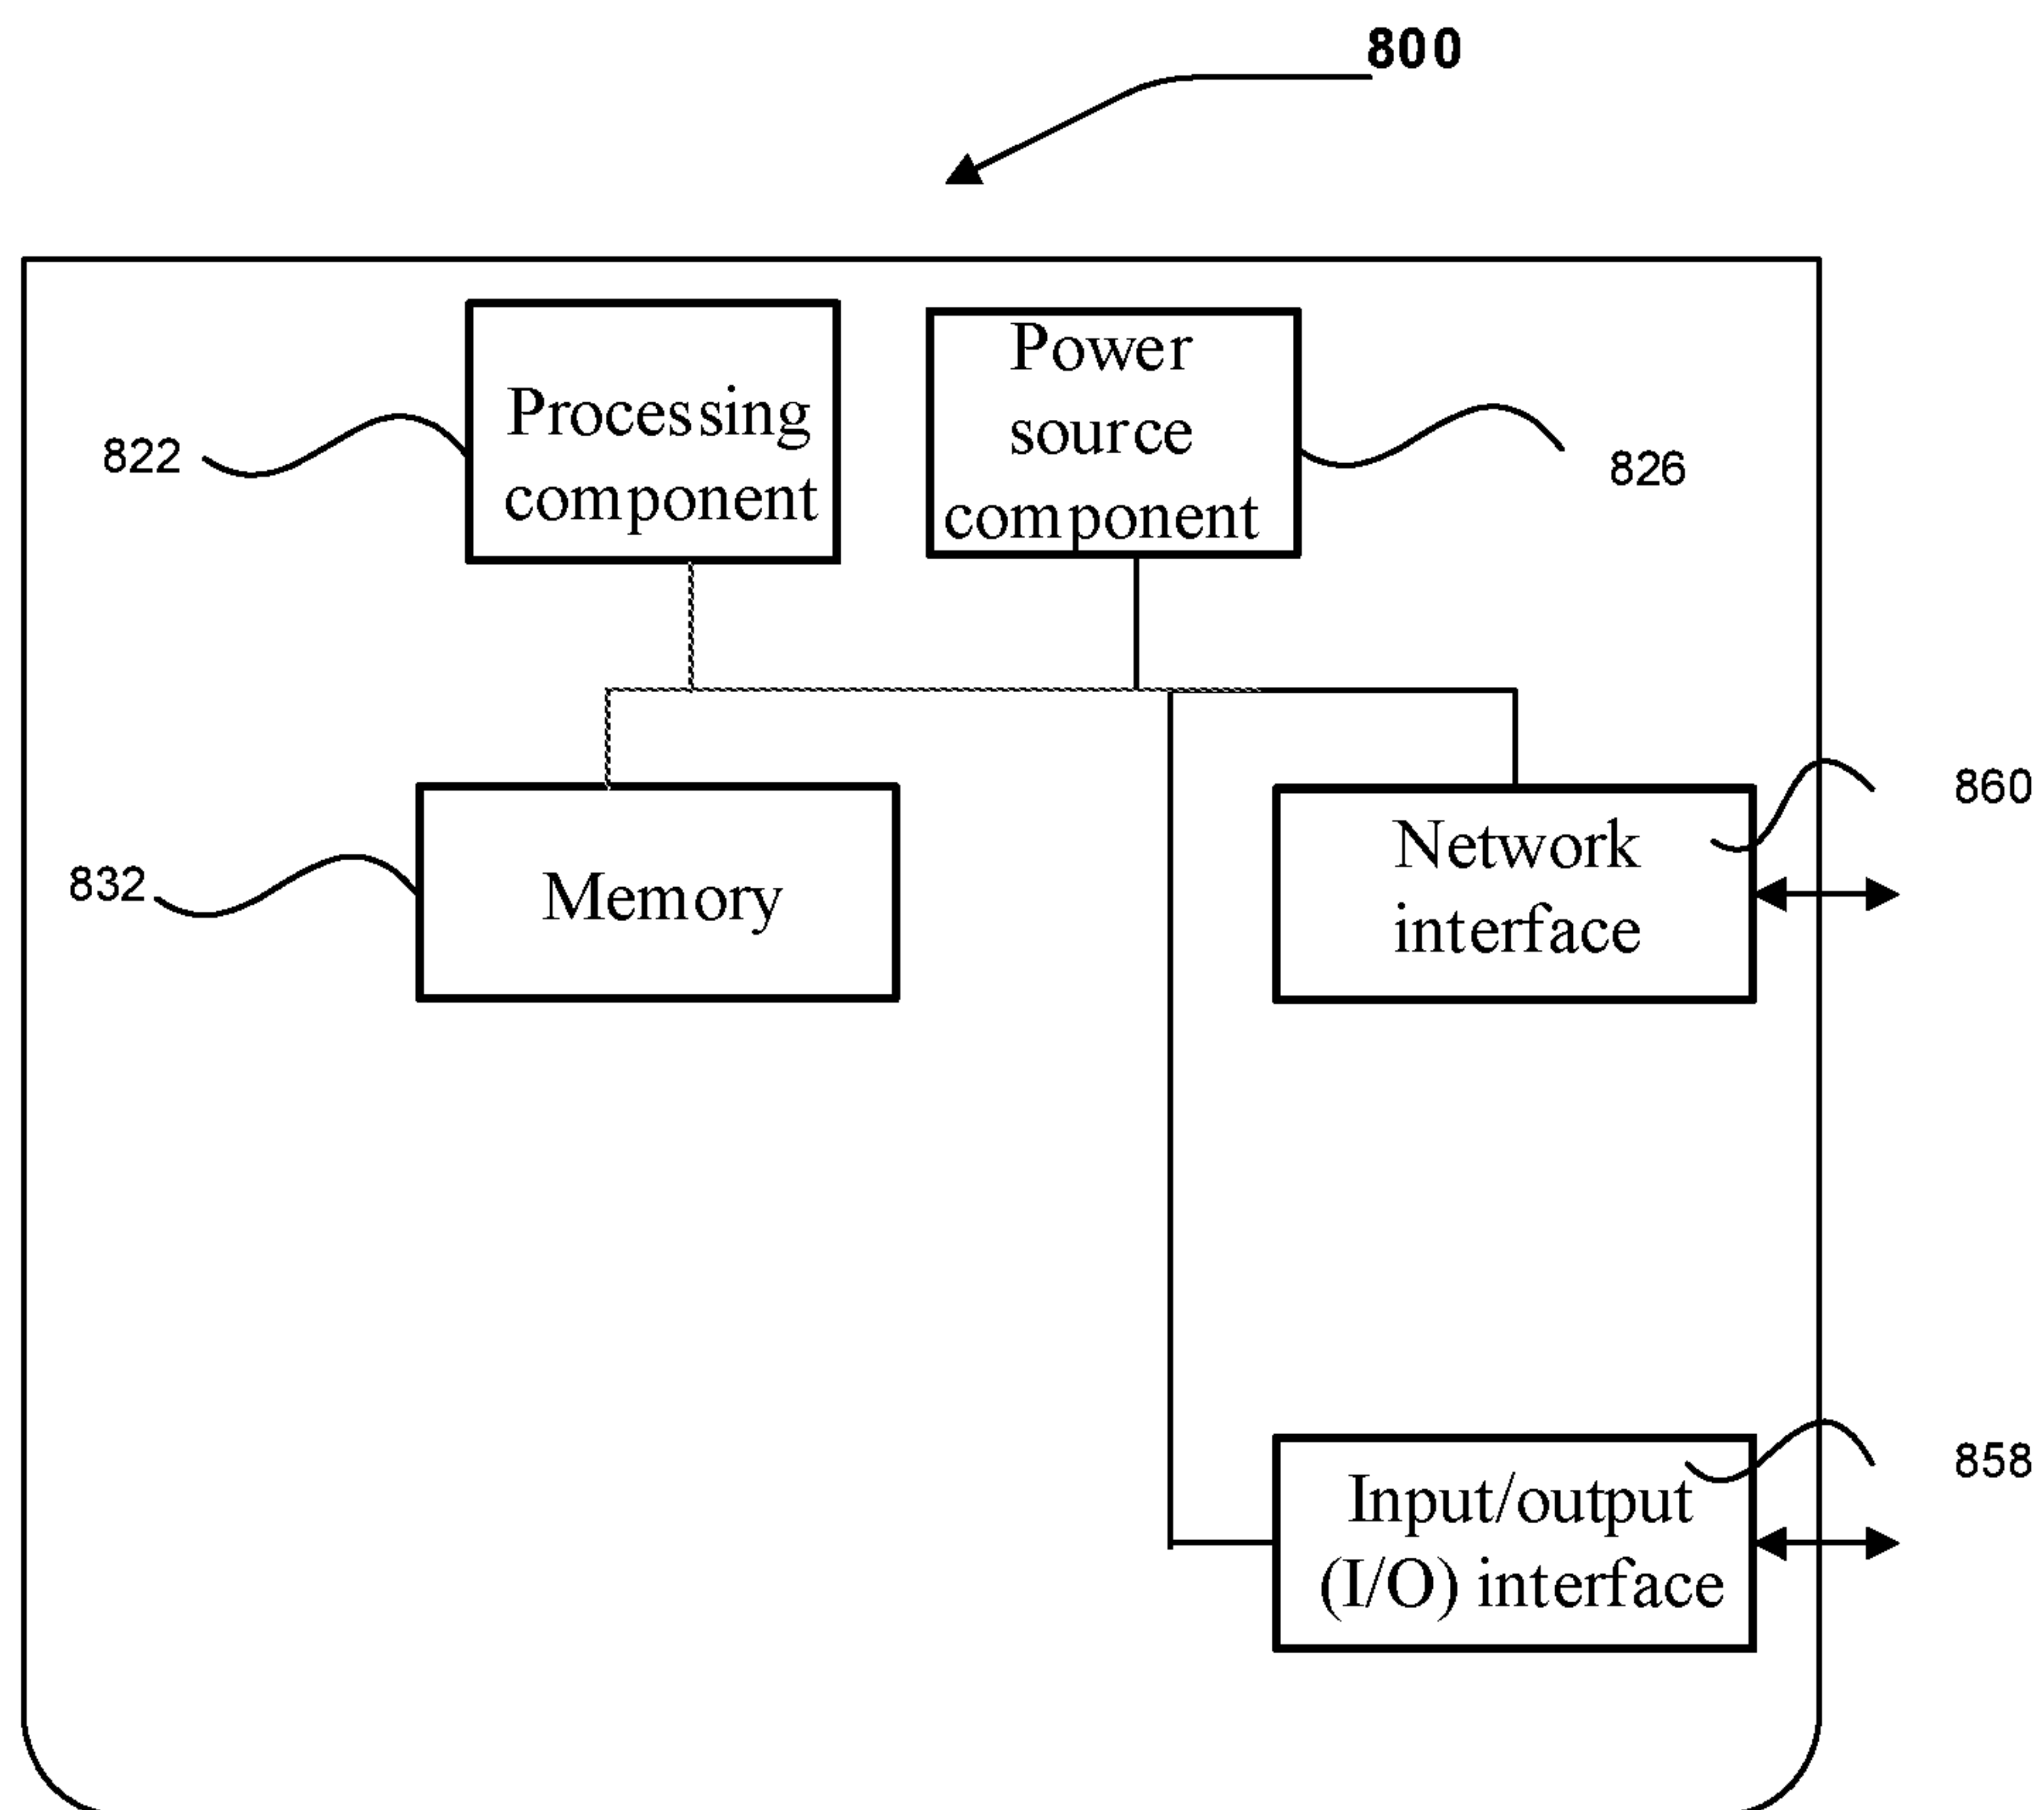 800
Processing
component
Power
source
component
822
826
Memory
832
Network
interface
860
Input/output
(I/O) interface
858